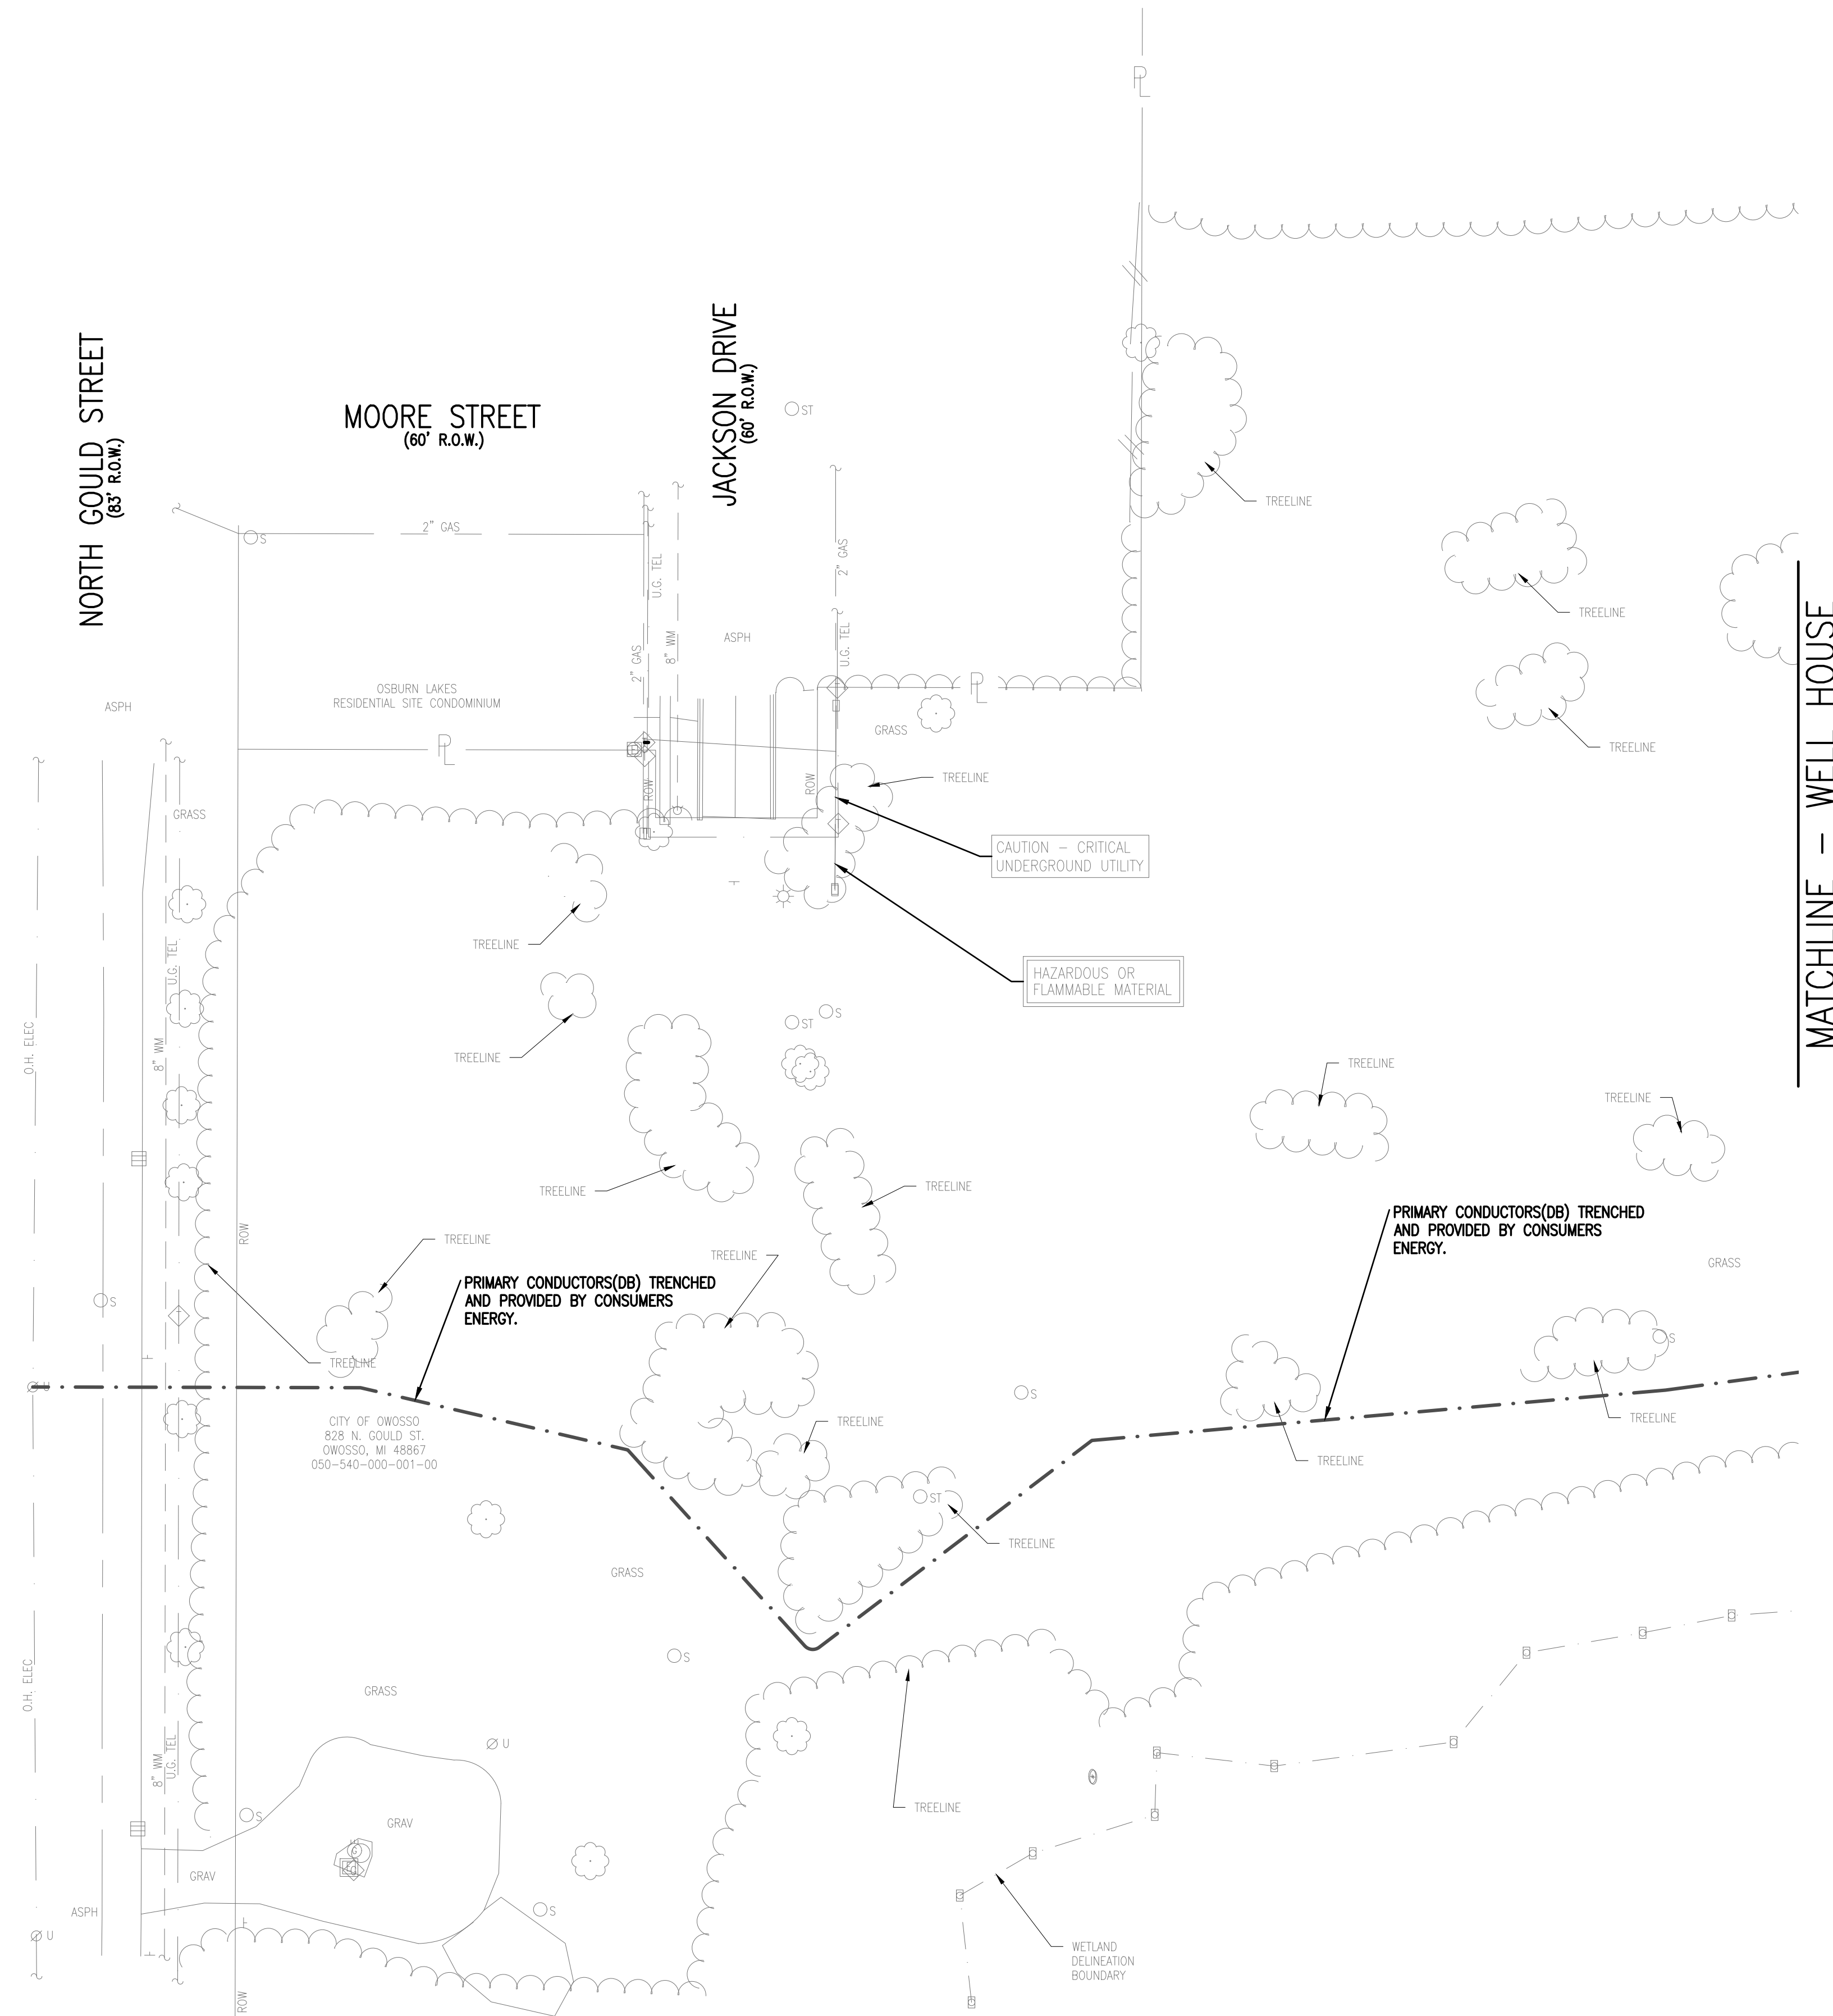 P
L
NORTH GOULD STREET
(83' R.O.W.)
MOORE STREET
(60' R.O.W.)
JACKSON DRIVE
(60' R.O.W.)
ST
TREELINE
2" GAS
S
U.G. TEL
2" GAS
TREELINE
8" WM
2" GAS
ASPH
U.G. TEL
MATCHLINE - WELL HOUSE
OSBURN LAKES
RESIDENTIAL SITE CONDOMINIUM
ASPH
P
L
GRASS
TREELINE
P
L
E
T
T
ROW
ROW
TREELINE
GRASS
T
CAUTION - CRITICAL
UNDERGROUND UTILITY
TREELINE
U.G. TEL
HAZARDOUS OR
FLAMMABLE MATERIAL
O.H. ELEC
8" WM
TREELINE
ST
S
TREELINE
TREELINE
TREELINE
TREELINE
ROW
TREELINE
TREELINE
PRIMARY CONDUCTORS(DB) TRENCHED
AND PROVIDED BY CONSUMERS
ENERGY.
GRASS
PRIMARY CONDUCTORS(DB) TRENCHED
AND PROVIDED BY CONSUMERS
ENERGY.
S
T
S
TREELINE
U
S
CITY OF OWOSSO
828 N. GOULD ST.
OWOSSO, MI 48867
050-540-000-001-00
TREELINE
TREELINE
TREELINE
ST
TREELINE
GRASS
S
O.H. ELEC
GRASS
U
8" WM
U.G. TEL
S
GRAV
TREELINE
G
GRAV
ASPH
S
U
WETLAND
DELINEATION
BOUNDARY
ROW